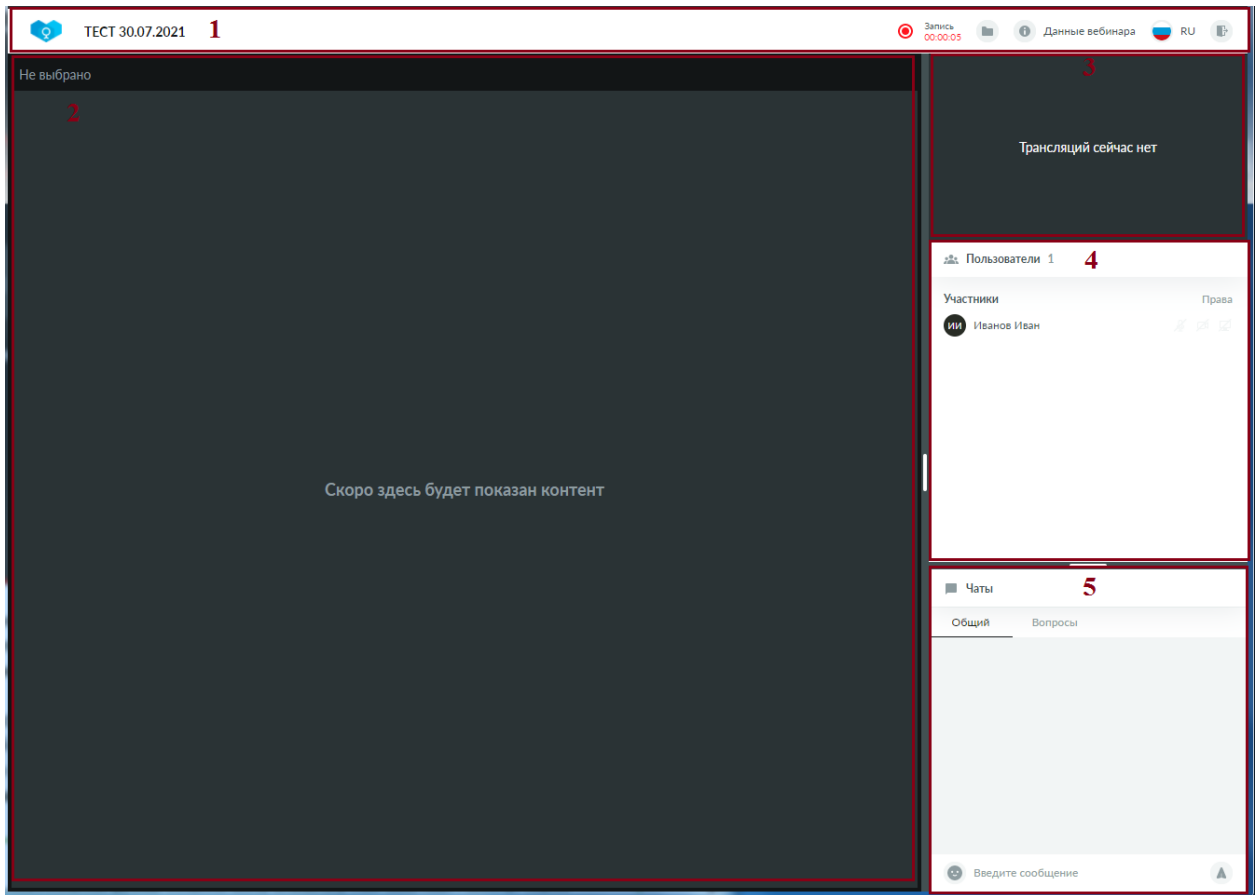 ТЕСТ 30.07.2021
1
Запись
00:00:05
Данные вебинара
RU
Не выбрано
2
Скоро здесь будет показан контент
3
Трансляций сейчас нет
Пользователи 1
4
Участники Права
ИИ Иванов Иван
Чаты
5
Общий Вопросы
Введите сообщение